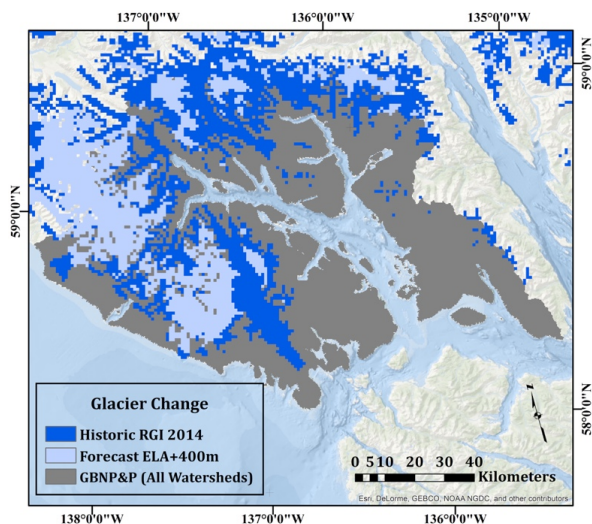 137°0'0"W 136°0'0"W 135°0'0"W
59°0'0"N
59°0'0"N
58°0'0"N
Glacier Change
Historic RGI 2014
Forecast ELA+400m
GBNP&P (All Watersheds)
0 5 10 20 30 40
Kilometers
Esri, DeLorme, GEBCO, NOAA NGDC, and other contributors
138°0'0"W 137°0'0"W 136°0'0"W